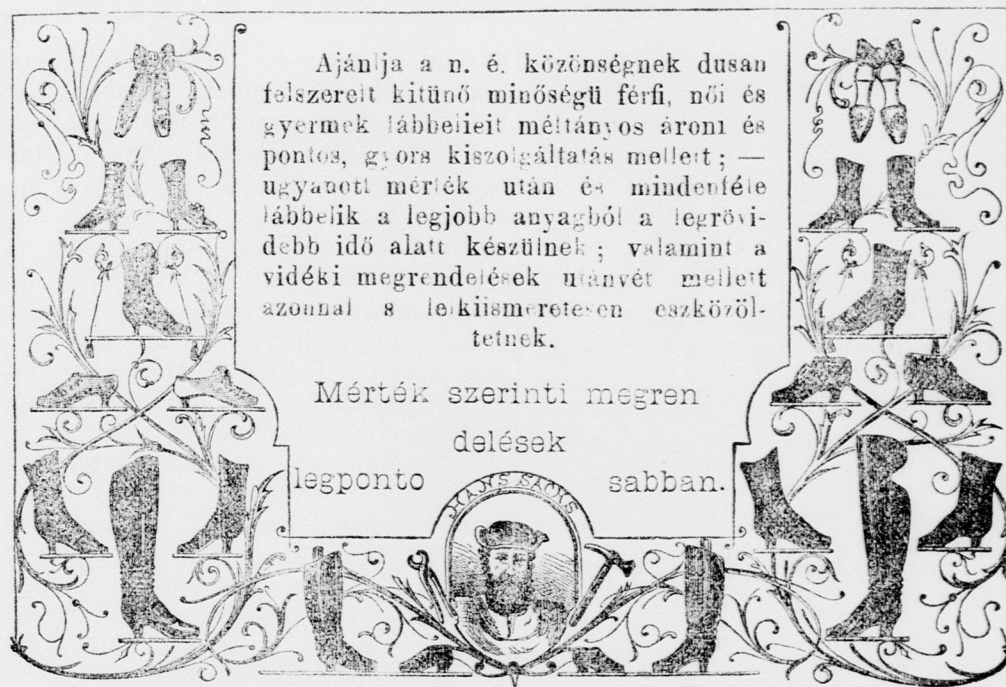 Ajánlja a n. é. közönségnek dusan
felszerelt kitünő minőségü férfi, női és
gyermek lábbelieit méltányos áron és
pontos, gyors kiszolgáltatás mellett; —
ugyanott mérték után és mindenféle
lábbelik a legjobb anyagból a legrövi-
debb idő alatt készülnek; valamint a
vidéki megrendelések utánvét mellett
azonnal s lelkiismeretesen eszközöl-
tetnek.
Mérték szerinti megren
delések
legponto sabban.
HANS SACHS